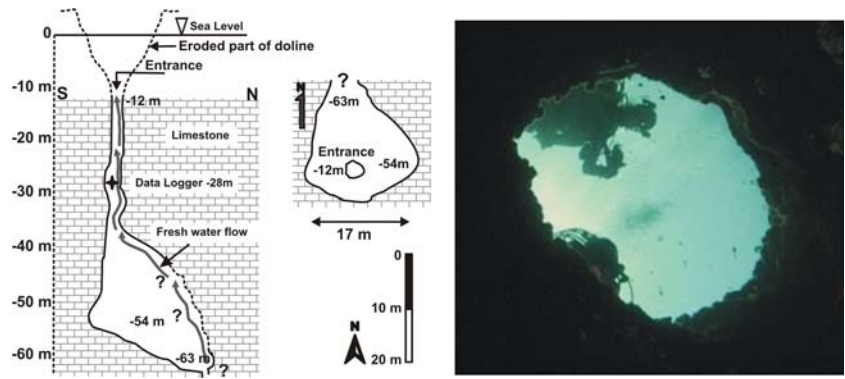 0
Sea Level
Eroded part of doline
Entrance
-10 m
S
N
-12 m
-20 m
Limestone
Data Logger -28m
-30 m
-40 m
Fresh water flow
?
-50 m
-54 m
?
-60 m
-63 m
?
?
N
-63m
Entrance
-12m
-54m
17 m
0
10 m
N
20 m